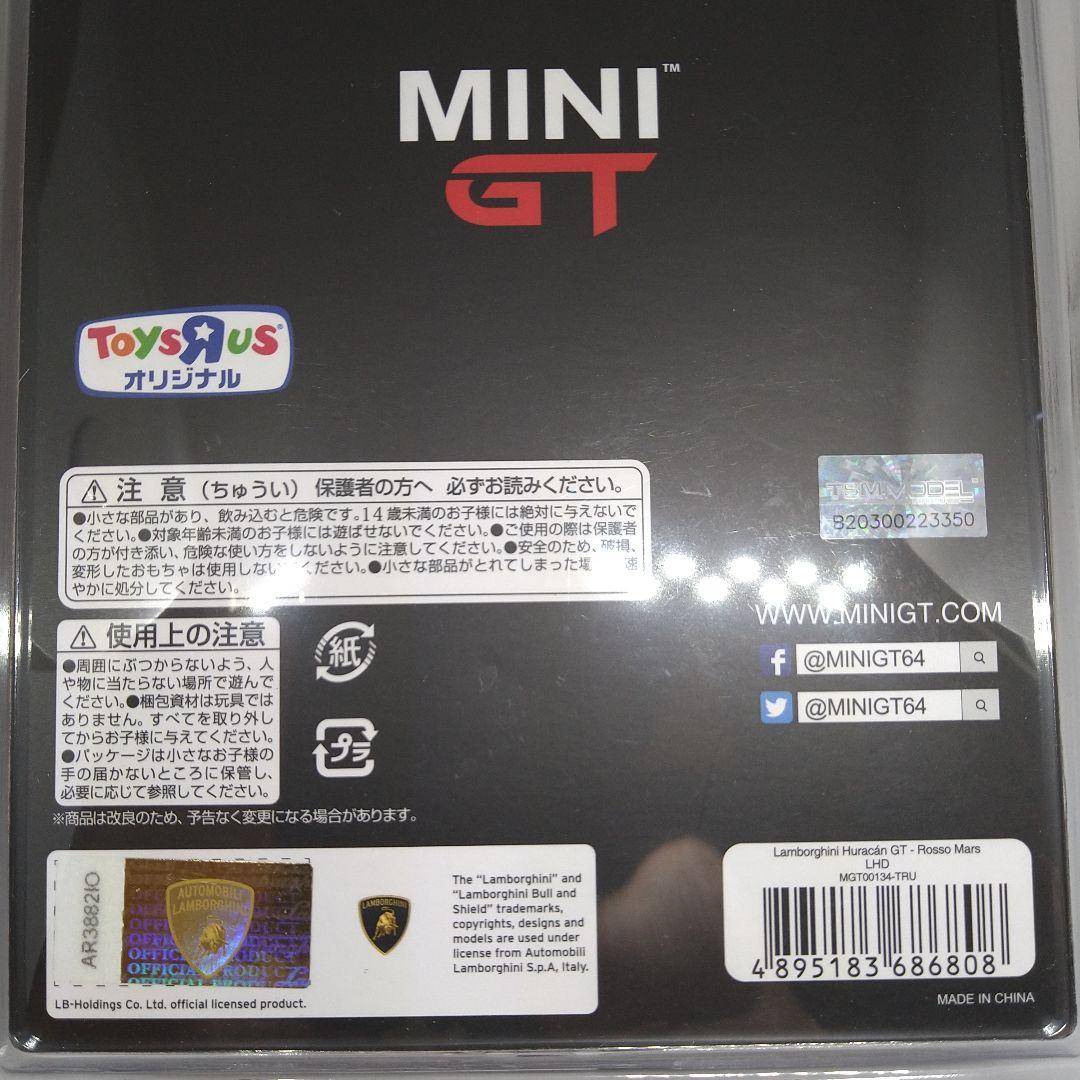 MINI™
GT
TOYSЯUS®
オリジナル
⚠ 注 意 (ちゅうい) 保護者の方へ 必ずお読みください。
●小さな部品があり、飲み込むと危険です。14歳未満のお子様には絶対に与えないで
ください。●対象年齢未満のお子様には遊ばせないでください。●ご使用の際は保護者
の方が付き添い、危険な使い方をしないように注意してください。●安全のため、破損、
変形したおもちゃは使用しないでください。●小さな部品がとれてしまった場 速
やかに処分してください。
⚠ 使用上の注意
●周囲にぶつからないよう、人
や物に当たらない場所で遊んで
ください。●梱包資材は玩具では
ありません。すべてを取り外し
てからお子様に与えてください。
●パッケージは小さなお子様の
手の届かないところに保管し、
必要に応じて参照してください。
紙
プラ
※商品は改良のため、予告なく変更になる場合があります。
TSM.MODEL
B20300223350
WWW.MINIGT.COM
f @MINIGT64
@MINIGT64
AR3882IO
AUTOMOBILI
LAMBORGHINI
OFFICIAL PRODUCT
OFFICIAL PRODUCT
LAMBORGHINI
The “Lamborghini” and
“Lamborghini Bull and
Shield” trademarks,
copyrights, designs and
models are used under
license from Automobili
Lamborghini S.p.A, Italy.
LB-Holdings Co. Ltd. official licensed product.
Lamborghini Huracán GT - Rosso Mars
LHD
MGT00134-TRU
4 895183 686808
MADE IN CHINA